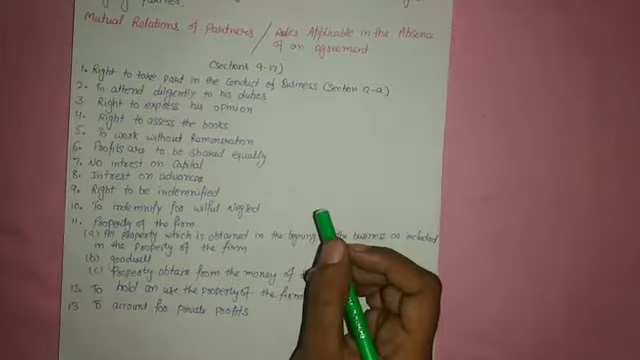 Mutual Relations of Partners / Rules Applicable in the Absence
of an agreement
(Sections 9-17)
1. Right to take part in the Conduct of Business (Section 12-a)
2. To attend diligently to his duties
3 Right to express his opnion
4. Right to assess the books
5. To work without Remuneration
6. Profits are to be shared equally
7. No intrest on Capital
8. Intrest on advances
9. Right to be indemnified
10. To indemnify for wilful Neglect
11. Property of the firm
(a) All property which is obtained in the bigning the business or included
in the property of the firm
(b) goodwill
(c) Property obtain from the money of
12. To hold an use the property of the firm
13 To account for private profits